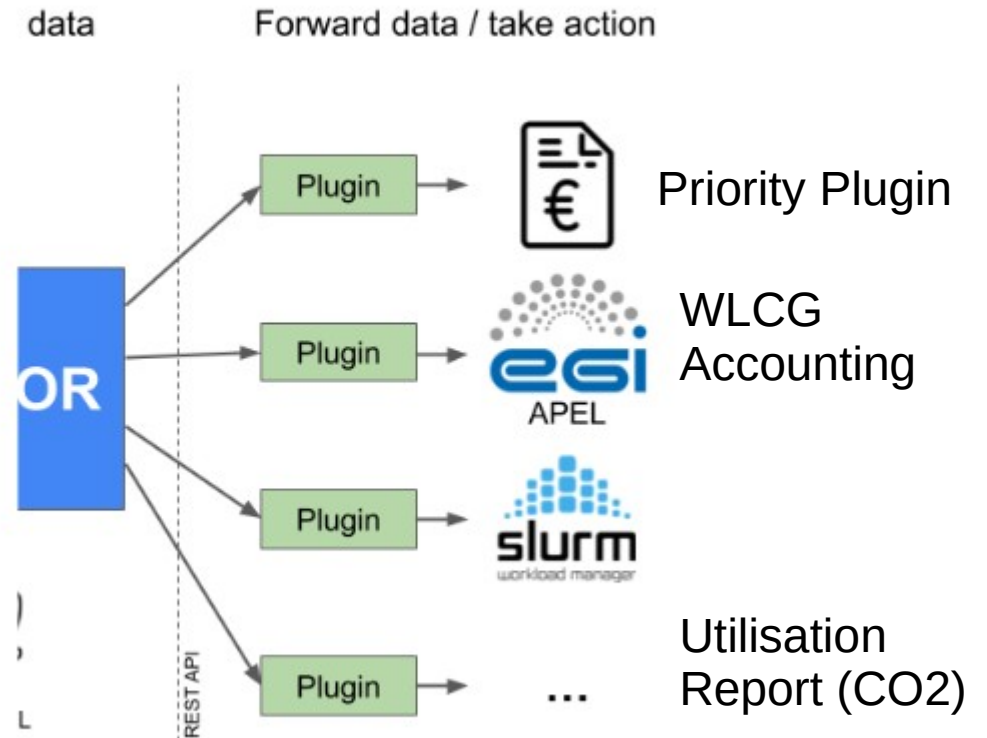 data
Forward data / take action
Plugin
€
Priority Plugin
Plugin
egi
APEL
WLCG
Accounting
OR
Plugin
slurm
workload manager
REST API
Plugin
...
Utilisation
Report (CO2)
L